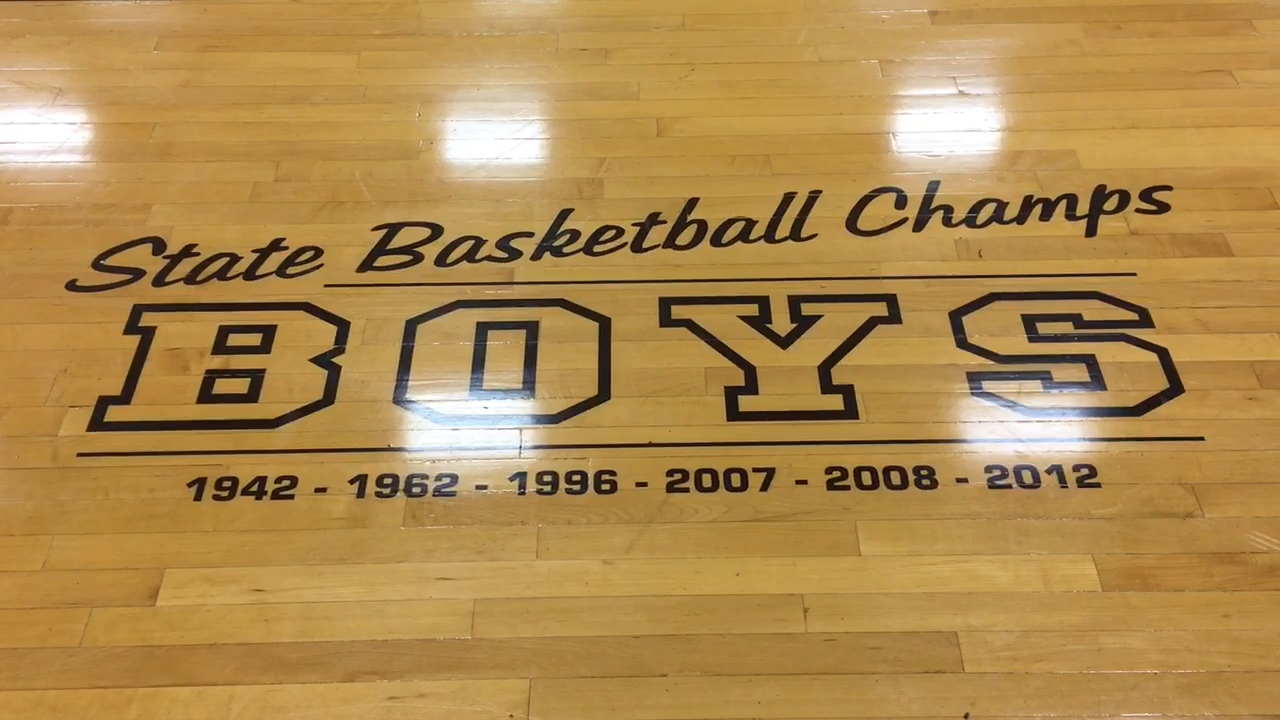 State Basketball Champs
BOYS
1942 - 1962 - 1996 - 2007 - 2008 - 2012